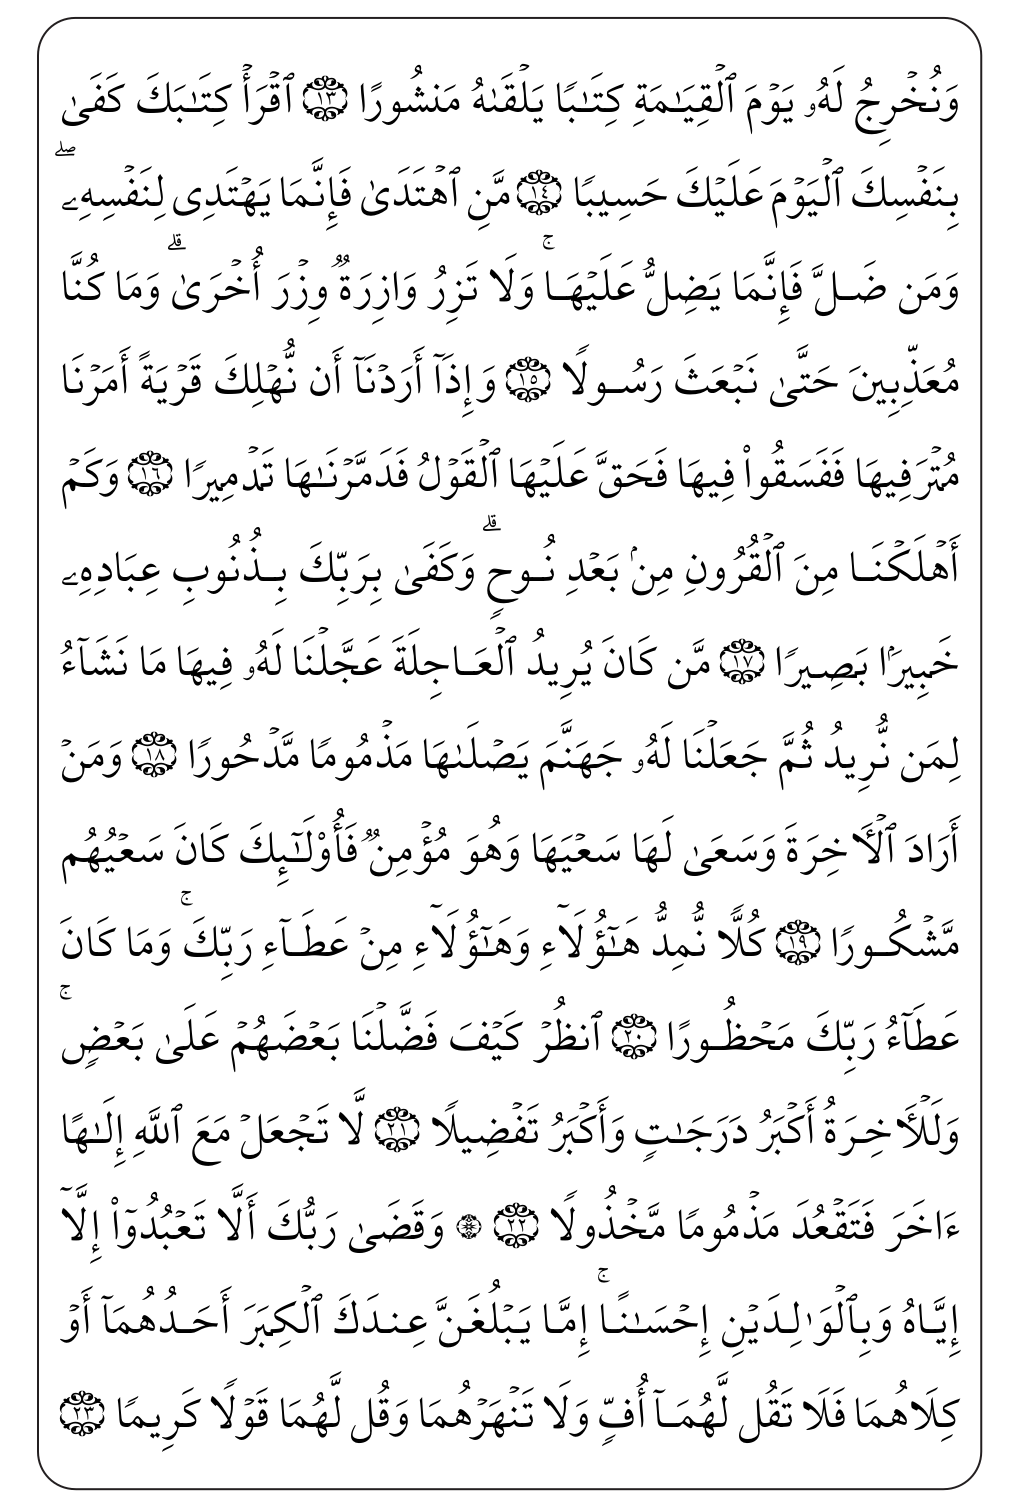 وَنُخْرِجُ لَهُۥ يَوْمَ ٱلْقِيَـٰمَةِ كِتَـٰبًا يَلْقَىٰهُ مَنشُورًا ١٣ ٱقْرَأْ كِتَـٰبَكَ كَفَىٰ
بِنَفْسِكَ ٱلْيَوْمَ عَلَيْكَ حَسِيبًا ١٤ مَّنِ ٱهْتَدَىٰ فَإِنَّمَا يَهْتَدِى لِنَفْسِهِۦ ۖ
وَمَن ضَلَّ فَإِنَّمَا يَضِلُّ عَلَيْهَا ۚ وَلَا تَزِرُ وَازِرَةٌ وِزْرَ أُخْرَىٰ ۗ وَمَا كُنَّا
مُعَذِّبِينَ حَتَّىٰ نَبْعَثَ رَسُولًا ١٥ وَإِذَآ أَرَدْنَآ أَن نُّهْلِكَ قَرْيَةً أَمَرْنَا
مُتْرَفِيهَا فَفَسَقُوا۟ فِيهَا فَحَقَّ عَلَيْهَا ٱلْقَوْلُ فَدَمَّرْنَـٰهَا تَدْمِيرًا ١٦ وَكَمْ
أَهْلَكْنَا مِنَ ٱلْقُرُونِ مِنۢ بَعْدِ نُوحٍ ۗ وَكَفَىٰ بِرَبِّكَ بِذُنُوبِ عِبَادِهِۦ
خَبِيرًۢا بَصِيرًا ١٧ مَّن كَانَ يُرِيدُ ٱلْعَاجِلَةَ عَجَّلْنَا لَهُۥ فِيهَا مَا نَشَآءُ
لِمَن نُّرِيدُ ثُمَّ جَعَلْنَا لَهُۥ جَهَنَّمَ يَصْلَىٰهَا مَذْمُومًا مَّدْحُورًا ١٨ وَمَنْ
أَرَادَ ٱلْـَٔاخِرَةَ وَسَعَىٰ لَهَا سَعْيَهَا وَهُوَ مُؤْمِنٌ فَأُو۟لَـٰٓئِكَ كَانَ سَعْيُهُم
مَّشْكُورًا ١٩ كُلًّا نُّمِدُّ هَـٰٓؤُلَآءِ وَهَـٰٓؤُلَآءِ مِنْ عَطَآءِ رَبِّكَ ۚ وَمَا كَانَ
عَطَآءُ رَبِّكَ مَحْظُورًا ٢٠ ٱنظُرْ كَيْفَ فَضَّلْنَا بَعْضَهُمْ عَلَىٰ بَعْضٍ ۚ
وَلَلْـَٔاخِرَةُ أَكْبَرُ دَرَجَـٰتٍ وَأَكْبَرُ تَفْضِيلًا ٢١ لَّا تَجْعَلْ مَعَ ٱللَّهِ إِلَـٰهًا
ءَاخَرَ فَتَقْعُدَ مَذْمُومًا مَّخْذُولًا ٢٢ ۞ وَقَضَىٰ رَبُّكَ أَلَّا تَعْبُدُوٓا۟ إِلَّآ
إِيَّاهُ وَبِٱلْوَٰلِدَيْنِ إِحْسَـٰنًا ۚ إِمَّا يَبْلُغَنَّ عِندَكَ ٱلْكِبَرَ أَحَدُهُمَآ أَوْ
كِلَاهُمَا فَلَا تَقُل لَّهُمَآ أُفٍّ وَلَا تَنْهَرْهُمَا وَقُل لَّهُمَا قَوْلًا كَرِيمًا ٢٣